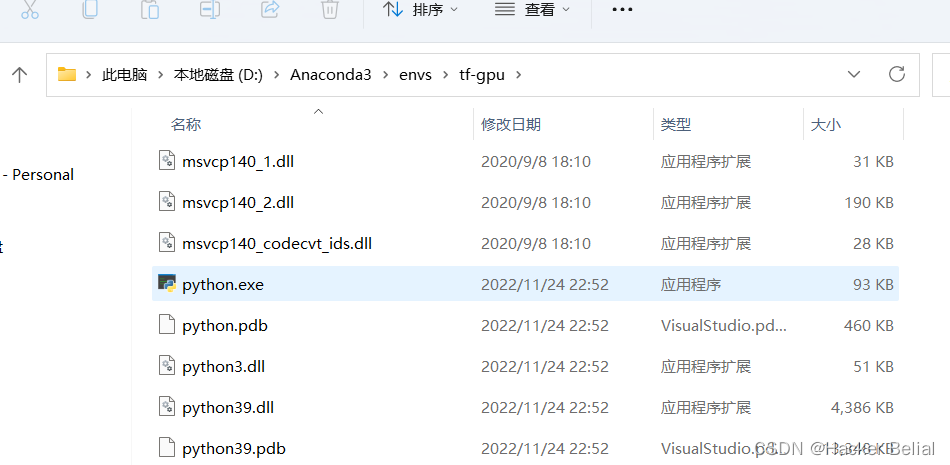 排序 查看
此电脑 本地磁盘 (D:) Anaconda3 envs tf-gpu
名称 修改日期 类型 大小
msvcp140_1.dll 2020/9/8 18:10 应用程序扩展 31 KB
- Personal
msvcp140_2.dll 2020/9/8 18:10 应用程序扩展 190 KB
msvcp140_codecvt_ids.dll 2020/9/8 18:10 应用程序扩展 28 KB
python.exe 2022/11/24 22:52 应用程序 93 KB
python.pdb 2022/11/24 22:52 VisualStudio.pd... 460 KB
python3.dll 2022/11/24 22:52 应用程序扩展 51 KB
python39.dll 2022/11/24 22:52 应用程序扩展 4,386 KB
python39.pdb 2022/11/24 22:52 VisualStudio.pd...
CSDN @Hacker Belial